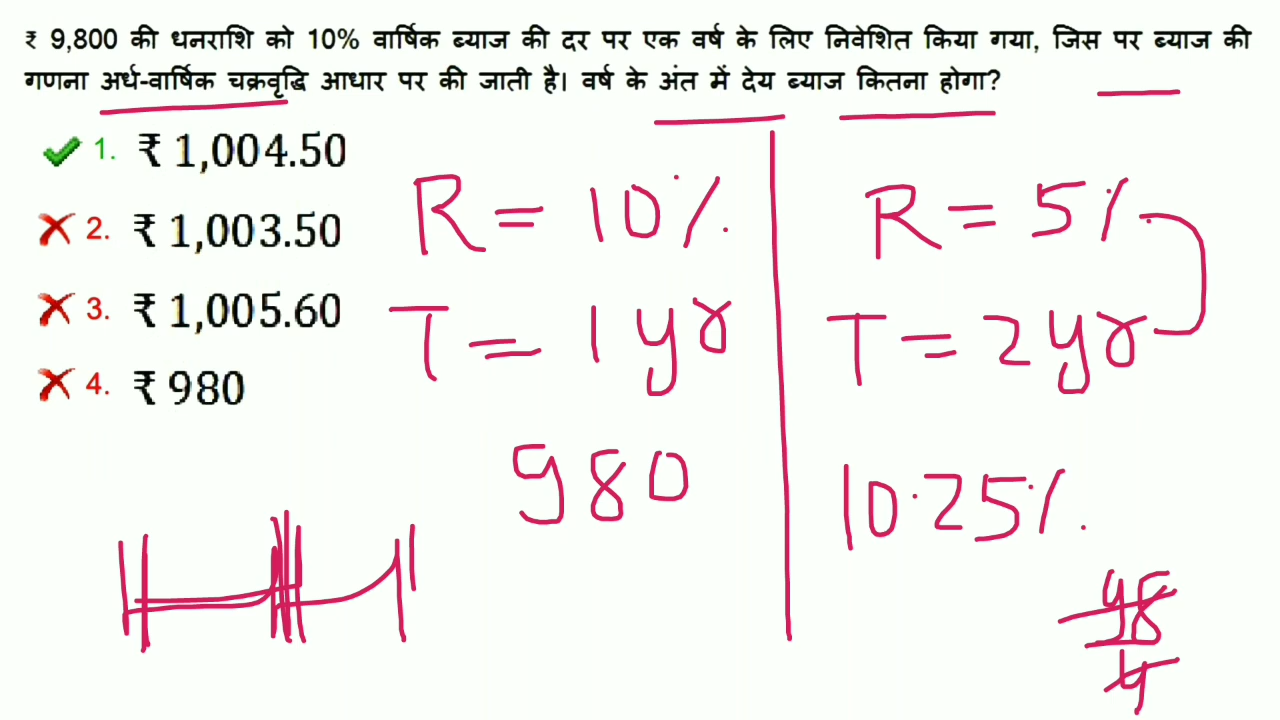 ₹ 9,800 की धनराशि को 10% वार्षिक ब्याज की दर पर एक वर्ष के लिए निवेशित किया गया, जिस पर ब्याज की
गणना अर्ध-वार्षिक चक्रवृद्धि आधार पर की जाती है। वर्ष के अंत में देय ब्याज कितना होगा?
1. ₹ 1,004.50
2. ₹ 1,003.50
3. ₹ 1,005.60
4. ₹ 980
R = 10%
T = 1 yr
980
R = 5%
T = 2 yr
10.25%